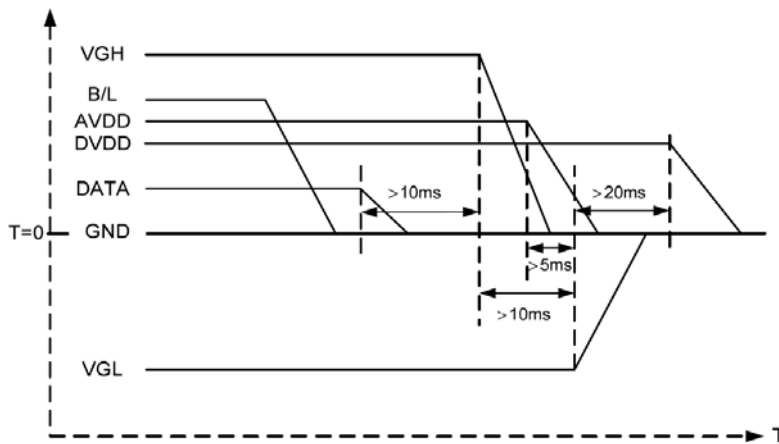 VGH
B/L
AVDD
DVDD
DATA
>10ms
>20ms
T=0
GND
>5ms
>10ms
VGL
T